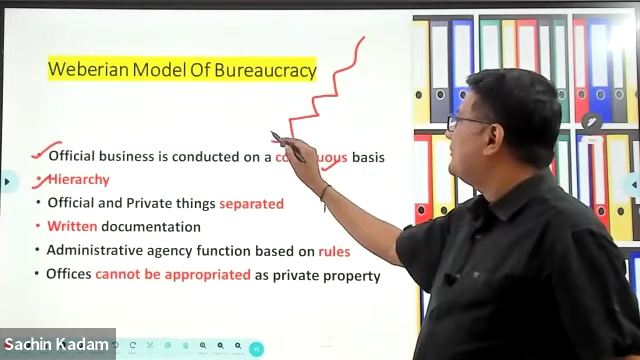 Weberian Model Of Bureaucracy
Official business is conducted on a continuous basis
Hierarchy
Official and Private things separated
Written documentation
Administrative agency function based on rules
Offices cannot be appropriated as private property
Sachin Kadam